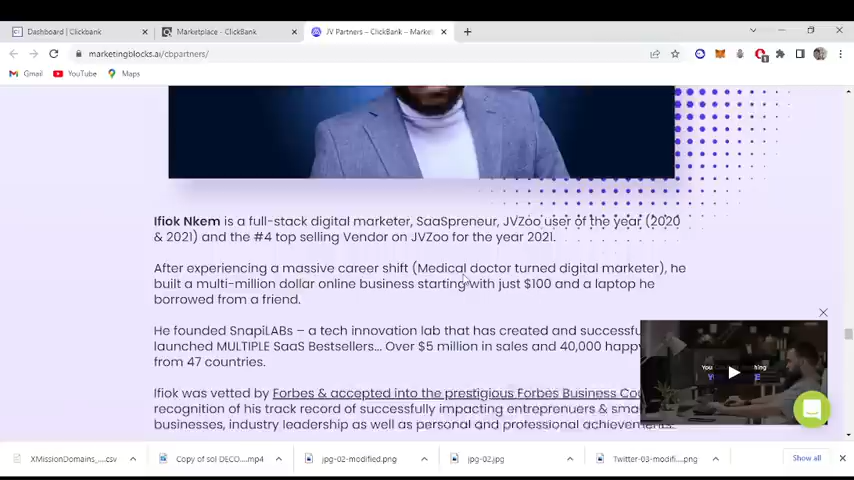 Dashboard | Clickbank
Marketplace - ClickBank
JV Partners – ClickBank – Market
marketingblocks.ai/cbpartners/
Gmail
YouTube
Maps
Ifiok Nkem is a full-stack digital marketer, SaaSpreneur, JVZoo user of the year (2020
& 2021) and the #4 top selling Vendor on JVZoo for the year 2021.
After experiencing a massive career shift (Medical doctor turned digital marketer), he
built a multi-million dollar online business starting with just $100 and a laptop he
borrowed from a friend.
He founded SnapiLABs – a tech innovation lab that has created and successfu
launched MULTIPLE SaaS Bestsellers... Over $5 million in sales and 40,000 happy
from 47 countries.
You
thing
Ifiok was vetted by Forbes & accepted into the prestigious Forbes Business Cou
recognition of his track record of successfully impacting entreprenuers & sma
businesses, industry leadership as well as personal and professional achievements.
XMissionDomains_....csv
Copy of sol DECO....mp4
jpg-02-modified.png
jpg-02.jpg
Twitter-03-modifi....png
Show all